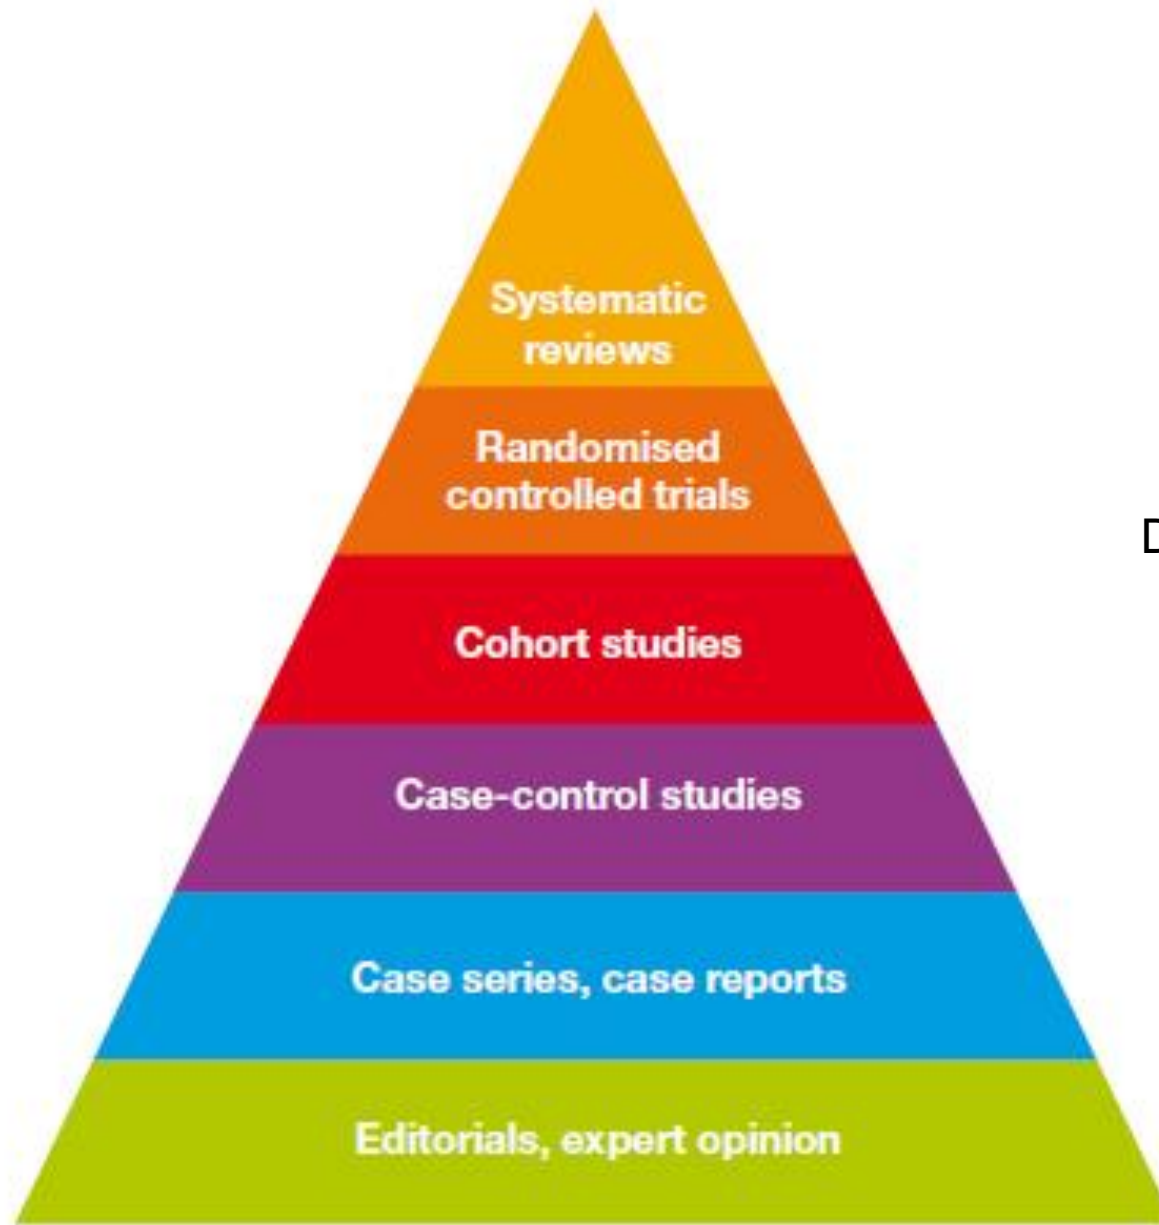 Systematic
reviews
Randomised
controlled trials
D
Cohort studies
Case-control studies
Case series, case reports
Editorials, expert opinion